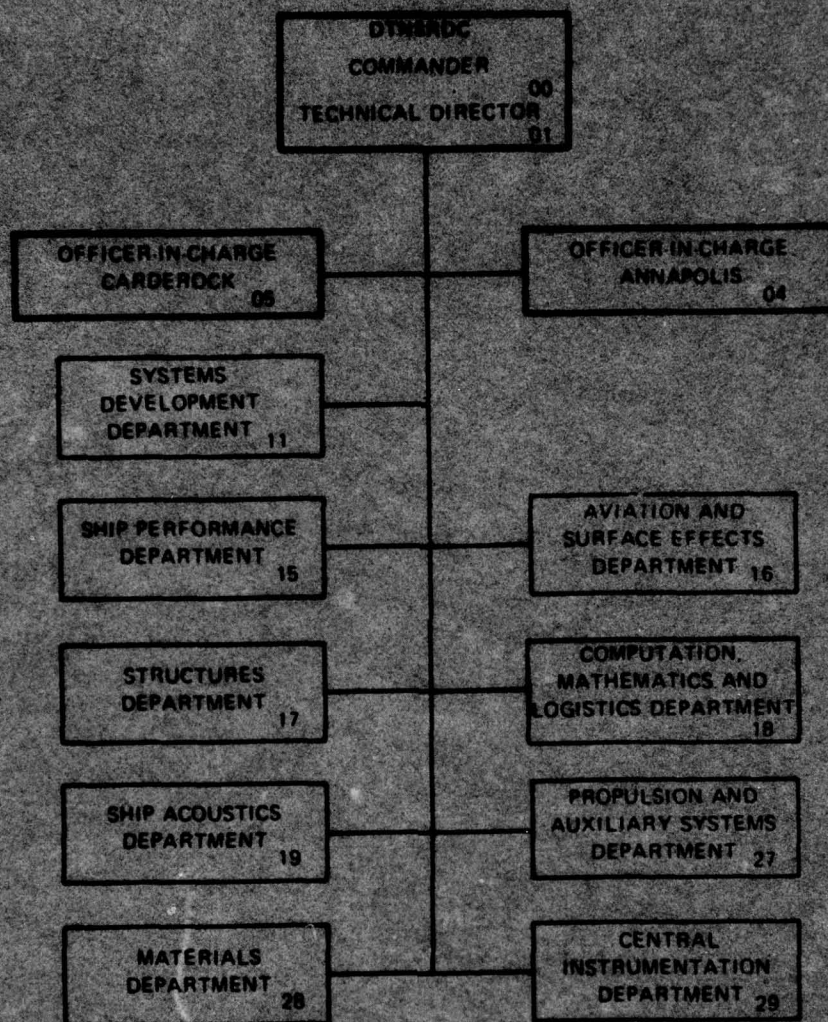 DTNSRDC
COMMANDER
00
TECHNICAL DIRECTOR
01
OFFICER-IN-CHARGE
CARDEROCK
05
OFFICER-IN-CHARGE
ANNAPOLIS
04
SYSTEMS
DEVELOPMENT
DEPARTMENT 11
SHIP PERFORMANCE
DEPARTMENT
15
AVIATION AND
SURFACE EFFECTS
DEPARTMENT 16
STRUCTURES
DEPARTMENT
17
COMPUTATION,
MATHEMATICS AND
LOGISTICS DEPARTMENT
18
SHIP ACOUSTICS
DEPARTMENT
19
PROPULSION AND
AUXILIARY SYSTEMS
DEPARTMENT 27
MATERIALS
DEPARTMENT
28
CENTRAL
INSTRUMENTATION
DEPARTMENT 29